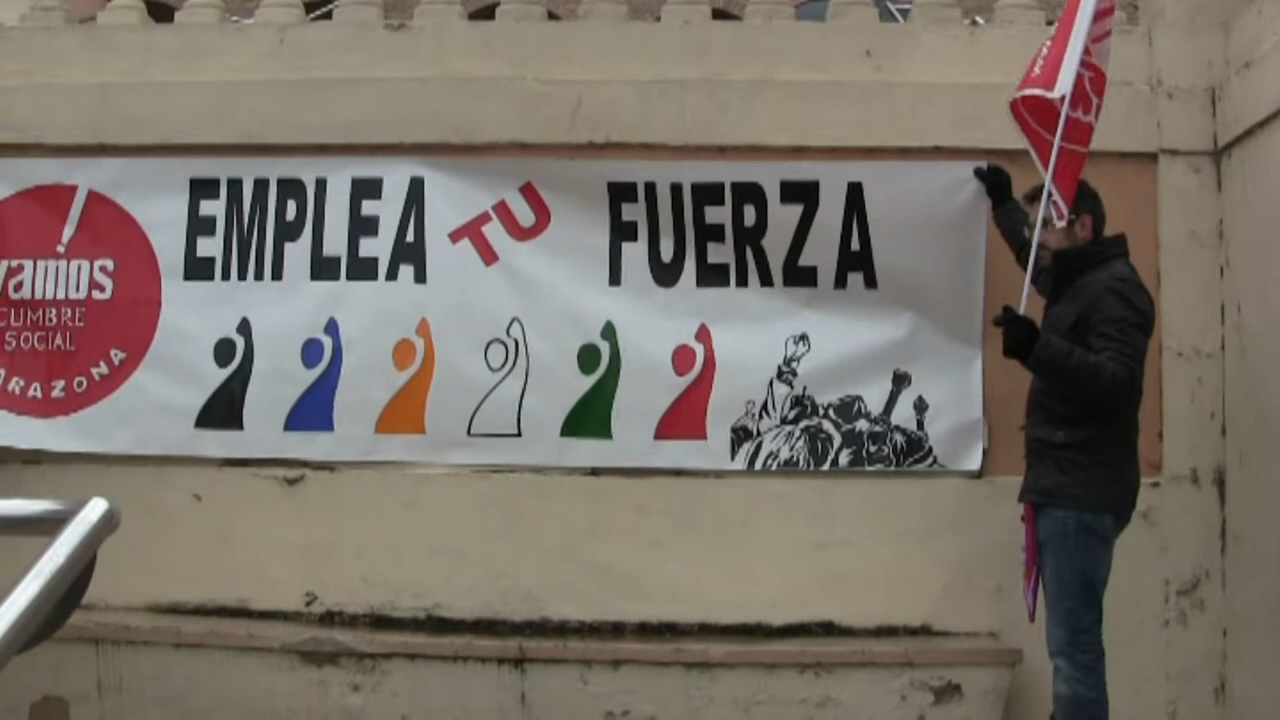 EMPLEA TU FUERZA
vamos!
CUMBRE
SOCIAL
ARAZONA